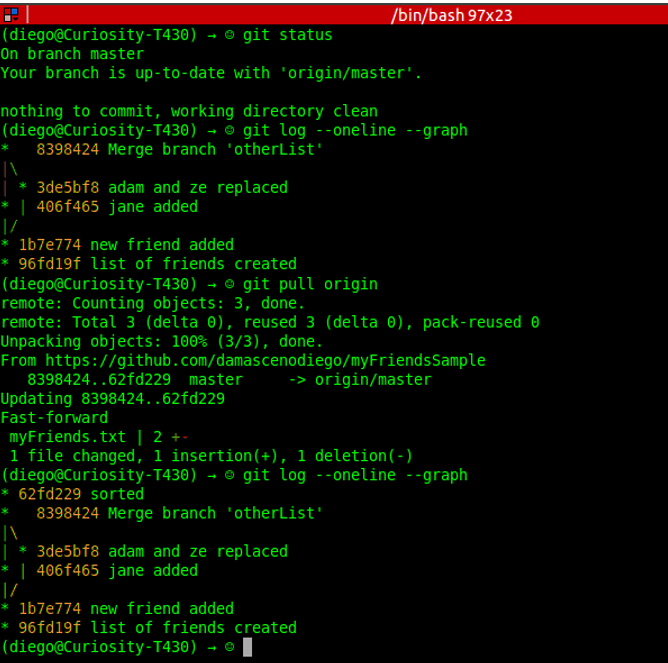 /bin/bash 97x23
(diego@Curiosity-T430) → ☺ git status
On branch master
Your branch is up-to-date with 'origin/master'.

nothing to commit, working directory clean
(diego@Curiosity-T430) → ☺ git log --oneline --graph
*   8398424 Merge branch 'otherList'
|\
| * 3de5bf8 adam and ze replaced
* | 406f465 jane added
|/
* 1b7e774 new friend added
* 96fd19f list of friends created
(diego@Curiosity-T430) → ☺ git pull origin
remote: Counting objects: 3, done.
remote: Total 3 (delta 0), reused 3 (delta 0), pack-reused 0
Unpacking objects: 100% (3/3), done.
From https://github.com/damascenodiego/myFriendsSample
   8398424..62fd229  master     -> origin/master
Updating 8398424..62fd229
Fast-forward
 myFriends.txt | 2 +-
 1 file changed, 1 insertion(+), 1 deletion(-)
(diego@Curiosity-T430) → ☺ git log --oneline --graph
* 62fd229 sorted
*   8398424 Merge branch 'otherList'
|\
| * 3de5bf8 adam and ze replaced
* | 406f465 jane added
|/
* 1b7e774 new friend added
* 96fd19f list of friends created
(diego@Curiosity-T430) → ☺